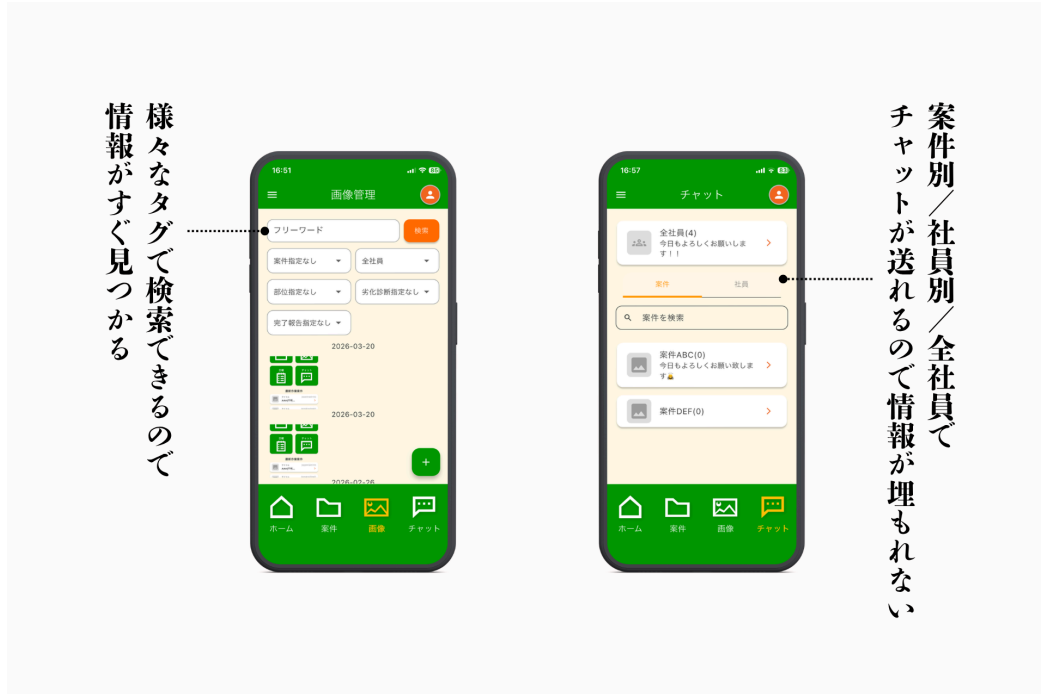 様々なタグで検索できるので
情報がすぐ見つかる
16:51
85
画像管理
フリーワード
検索
案件指定なし
全社員
部位指定なし
劣化診断指定なし
完了報告指定なし
2026-03-20
2026-03-20
+
2026-02-26
ホーム
案件
画像
チャット
16:57
83
チャット
全社員(4)
今日もよろしくお願いしま
す！！
案件
社員
案件を検索
案件ABC(0)
今日もよろしくお願い致しま
す🙇
案件DEF(0)
ホーム
案件
画像
チャット
案件別／社員別／全社員で
チャットが送れるので情報が埋もれない